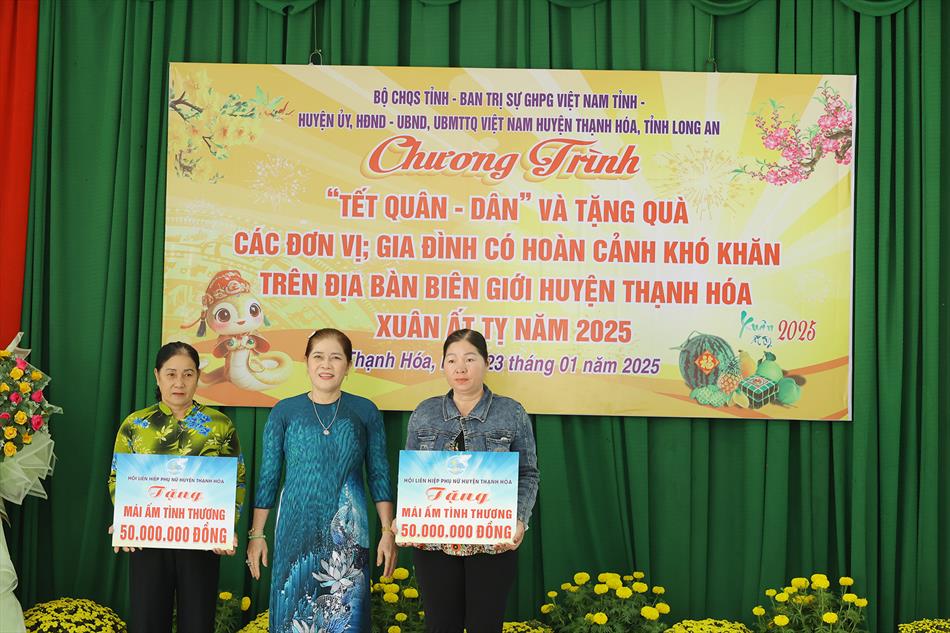 BỘ CHQS TỈNH - BAN TRỊ SỰ GHPG VIỆT NAM TỈNH -
HUYỆN ỦY, HĐND - UBND, UBMTTQ VIỆT NAM HUYỆN THẠNH HÓA, TỈNH LONG AN
Chương Trình
"TẾT QUÂN - DÂN" VÀ TẶNG QUÀ
CÁC ĐƠN VỊ; GIA ĐÌNH CÓ HOÀN CẢNH KHÓ KHĂN
TRÊN ĐỊA BÀN BIÊN GIỚI HUYỆN THẠNH HÓA
XUÂN ẤT TỴ NĂM 2025
Xuân 2025
Thạnh Hóa, 23 tháng 01 năm 2025
HỘI LIÊN HIỆP PHỤ NỮ HUYỆN THẠNH HÓA
Tặng
MÁI ẤM TÌNH THƯƠNG
50.000.000 ĐỒNG
HỘI LIÊN HIỆP PHỤ NỮ HUYỆN THẠNH HÓA
Tặng
MÁI ẤM TÌNH THƯƠNG
50.000.000 ĐỒNG